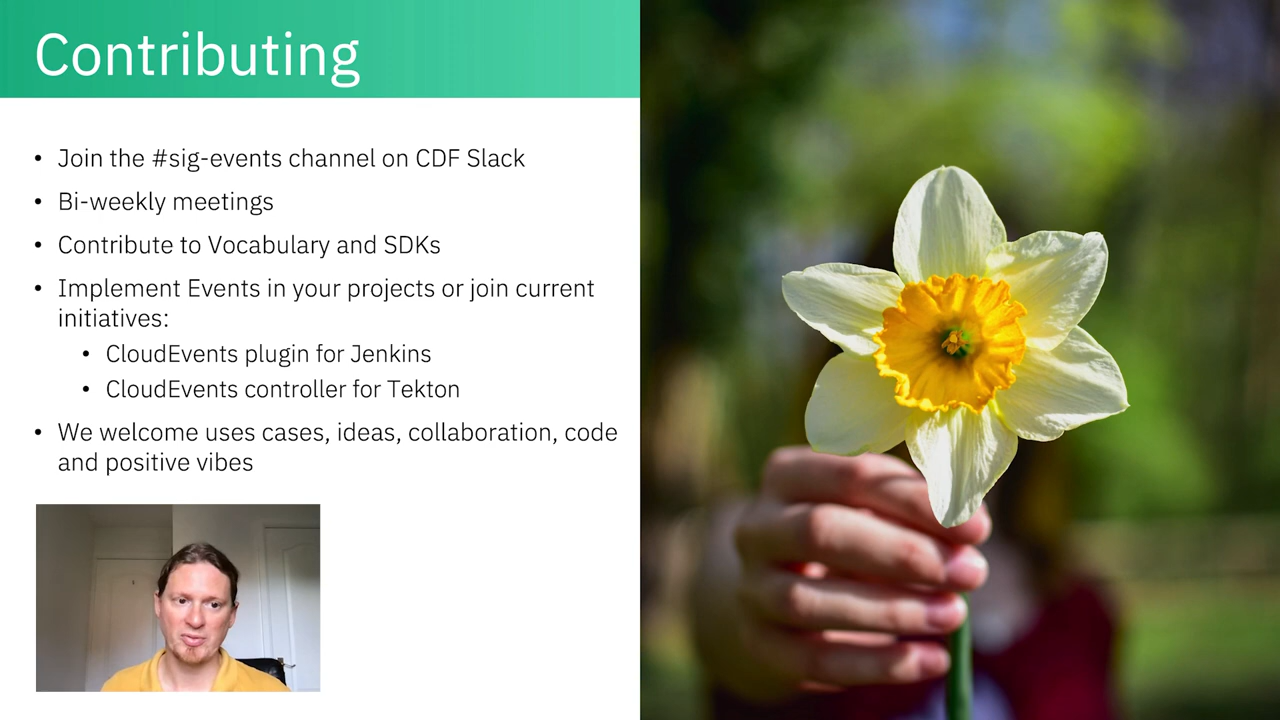 Contributing
• Join the #sig-events channel on CDF Slack
• Bi-weekly meetings
• Contribute to Vocabulary and SDKs
• Implement Events in your projects or join current
initiatives:
• CloudEvents plugin for Jenkins
• CloudEvents controller for Tekton
• We welcome uses cases, ideas, collaboration, code
and positive vibes